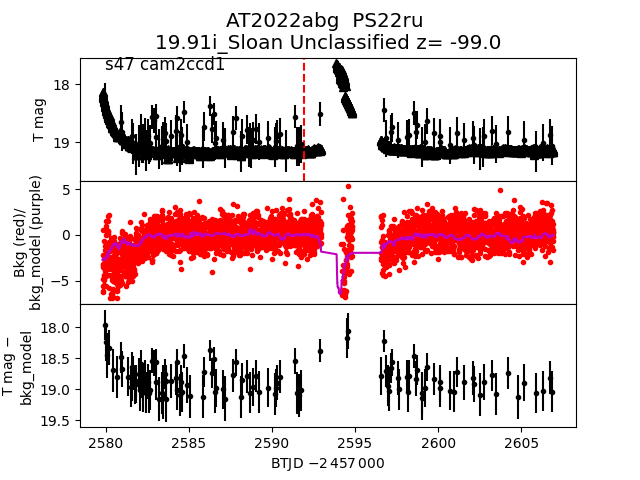 AT2022abg  PS22ru
19.91i_Sloan Unclassified z= -99.0
s47 cam2ccd1
18
19
T mag
5
0
−5
Bkg (red)/
bkg_model (purple)
18.0
18.5
19.0
19.5
T mag −
bkg_model
2580 2585 2590 2595 2600 2605
BTJD −2 457 000